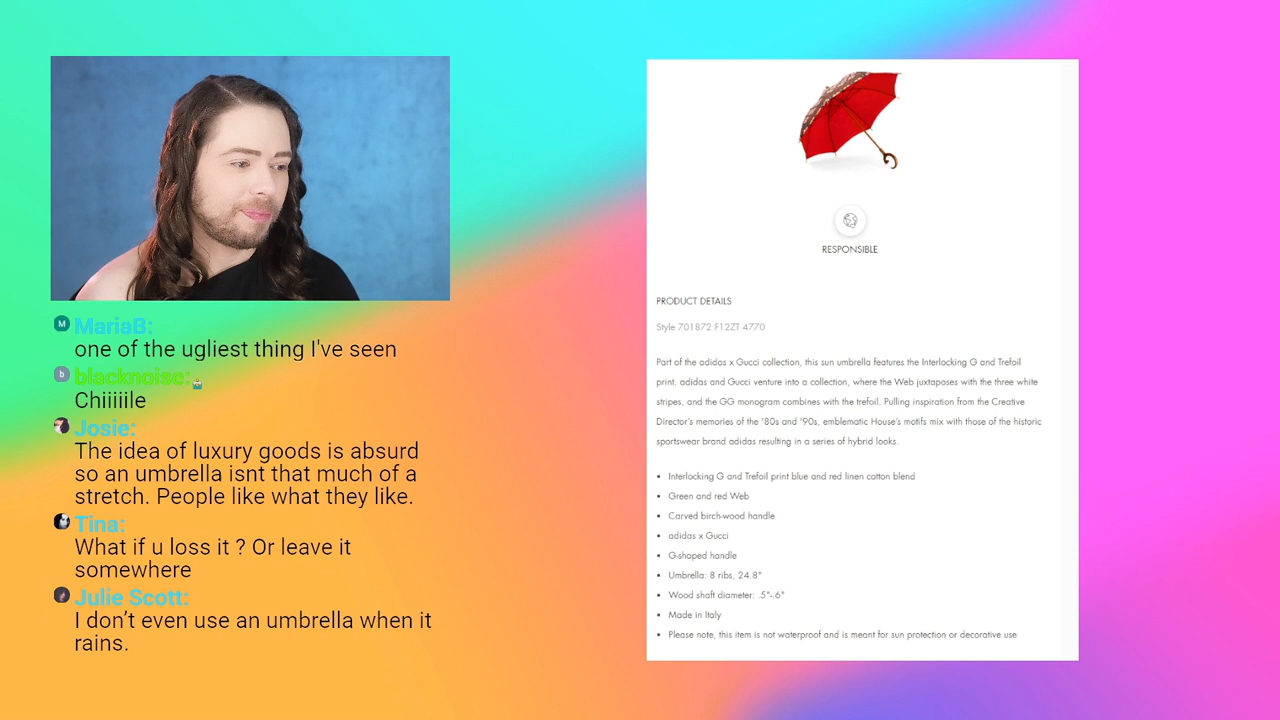 M MariaB:
one of the ugliest thing I've seen
b blacknoise:
Chiiiiile
Josie:
The idea of luxury goods is absurd
so an umbrella isnt that much of a
stretch. People like what they like.
Tina:
What if u loss it ? Or leave it
somewhere
Julie Scott:
I don’t even use an umbrella when it
rains.
RESPONSIBLE
PRODUCT DETAILS
Style 701872 F12ZT 4770
Part of the adidas x Gucci collection, this sun umbrella features the Interlocking G and Trefoil
print. adidas and Gucci venture into a collection, where the Web juxtaposes with the three white
stripes, and the GG monogram combines with the trefoil. Pulling inspiration from the Creative
Director's memories of the '80s and '90s, emblematic House's motifs mix with those of the historic
sportswear brand adidas resulting in a series of hybrid looks.
• Interlocking G and Trefoil print blue and red linen cotton blend
• Green and red Web
• Carved birch-wood handle
• adidas x Gucci
• G-shaped handle
• Umbrella: 8 ribs, 24.8"
• Wood shaft diameter: .5"-.6"
• Made in Italy
• Please note, this item is not waterproof and is meant for sun protection or decorative use